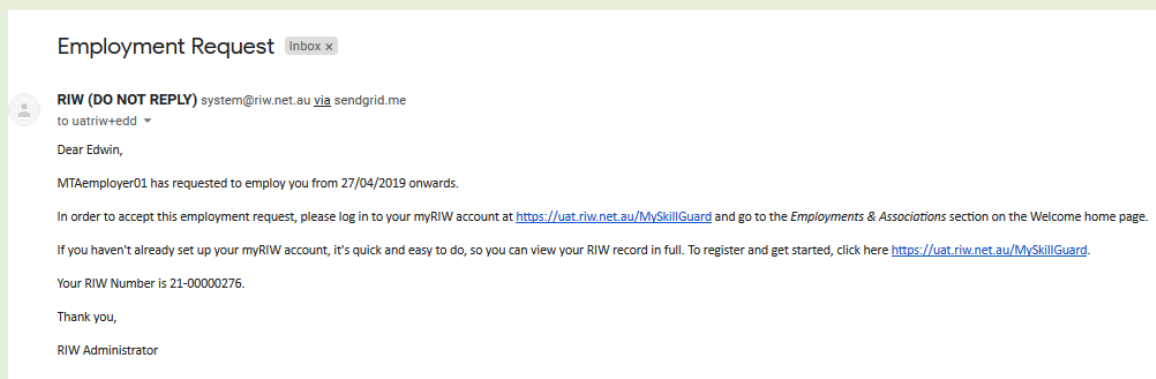 Employment Request Inbox x
RIW (DO NOT REPLY) system@riw.net.au via sendgrid.me
to uatriw+edd
Dear Edwin,
MTAemployer01 has requested to employ you from 27/04/2019 onwards.
In order to accept this employment request, please log in to your myRIW account at https://uat.riw.net.au/MySkillGuard and go to the Employments & Associations section on the Welcome home page.
If you haven't already set up your myRIW account, it's quick and easy to do, so you can view your RIW record in full. To register and get started, click here https://uat.riw.net.au/MySkillGuard.
Your RIW Number is 21-00000276.
Thank you,
RIW Administrator